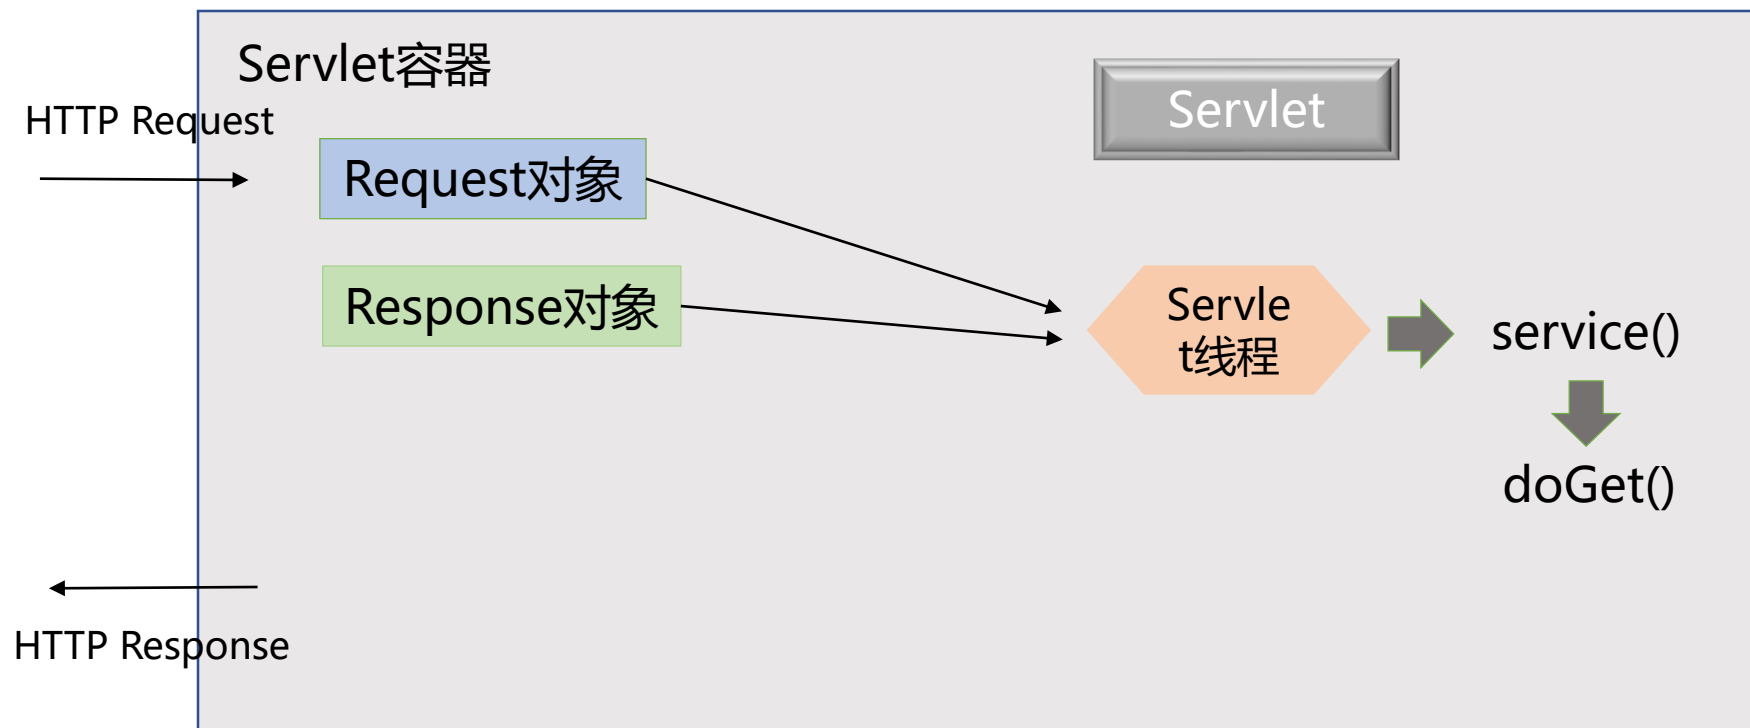 Servlet容器
Servlet
HTTP Request
Request对象
Response对象
Servle
t线程
service()
doGet()
HTTP Response